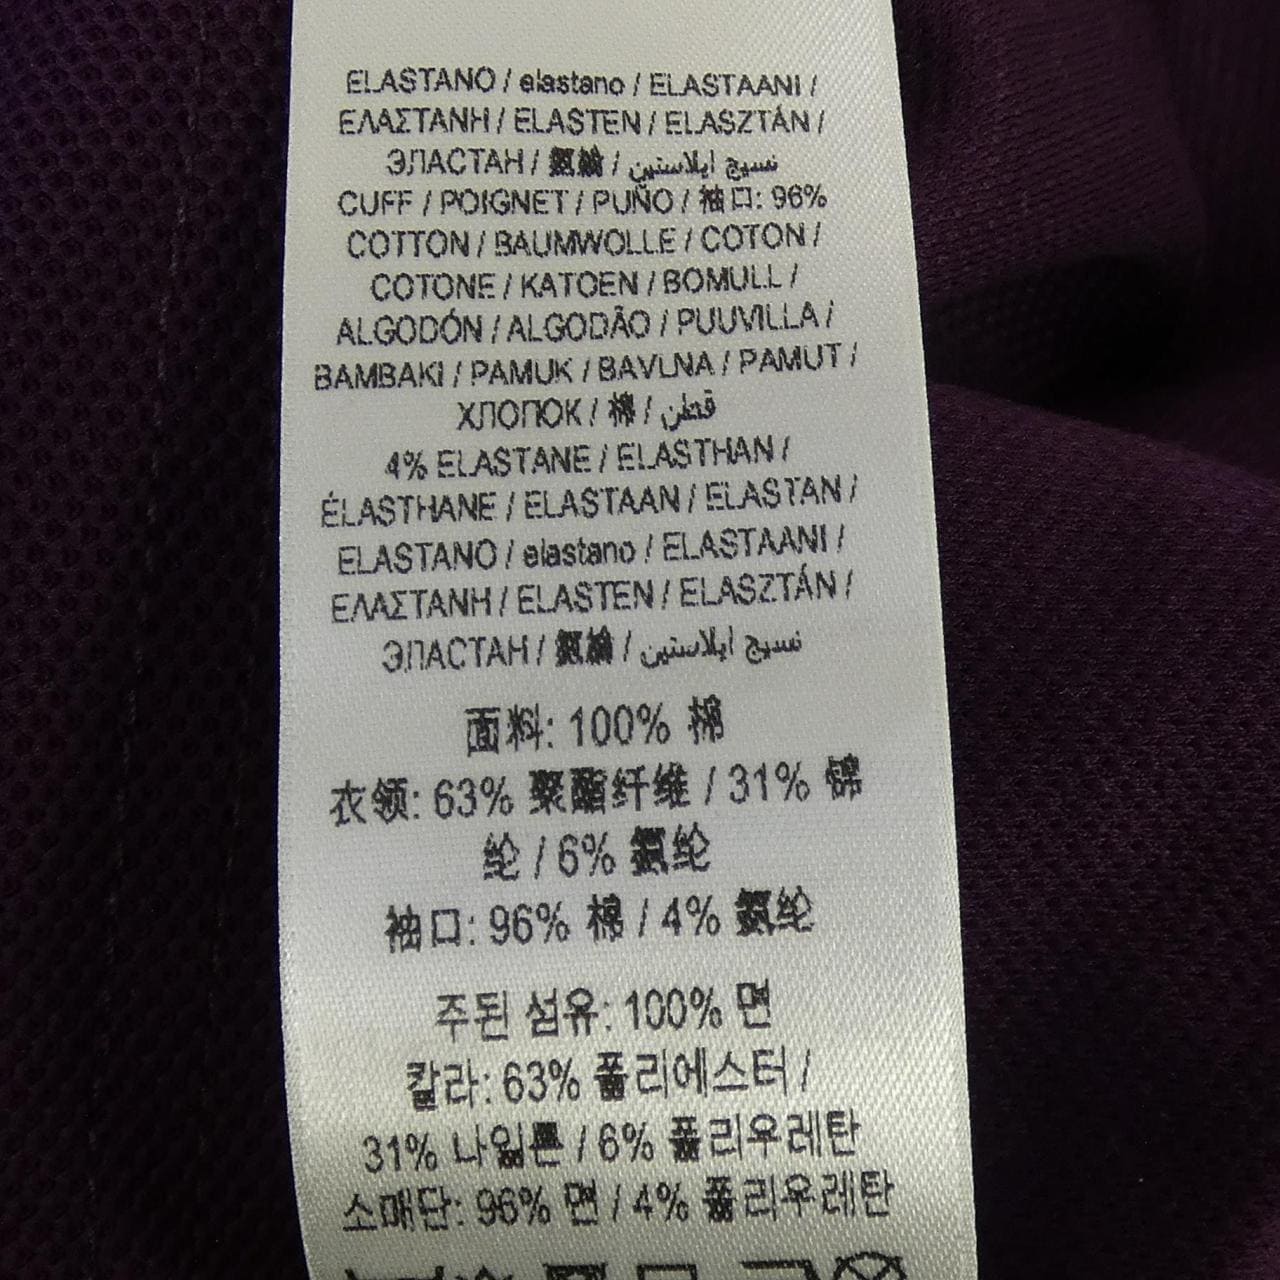 ELASTANO / elastano / ELASTAANI /
ΕΛΑΣΤΑΝΗ / ELASTEN / ELASZTÁN /
ЭЛАСТАН / 氨綸 / نسيج ايلاستين
CUFF / POIGNET / PUÑO / 袖口: 96%
COTTON / BAUMWOLLE / COTON /
COTONE / KATOEN / BOMULL /
ALGODÓN / ALGODÃO / PUUVILLA /
BAMBAKI / PAMUK / BAVLNA / PAMUT /
ХЛОПОК / 棉 / قطن
4% ELASTANE / ELASTHAN /
ÉLASTHANE / ELASTAAN / ELASTAN /
ELASTANO / elastano / ELASTAANI /
ΕΛΑΣΤΑΝΗ / ELASTEN / ELASZTÁN /
ЭЛАСТАН / 氨綸 / نسيج ايلاستين
面料: 100% 棉
衣领: 63% 聚酯纤维 / 31% 锦
纶 / 6% 氨纶
袖口: 96% 棉 / 4% 氨纶
주된 섬유: 100% 면
칼라: 63% 폴리에스터 /
31% 나일론 / 6% 폴리우레탄
소매단: 96% 면 / 4% 폴리우레탄